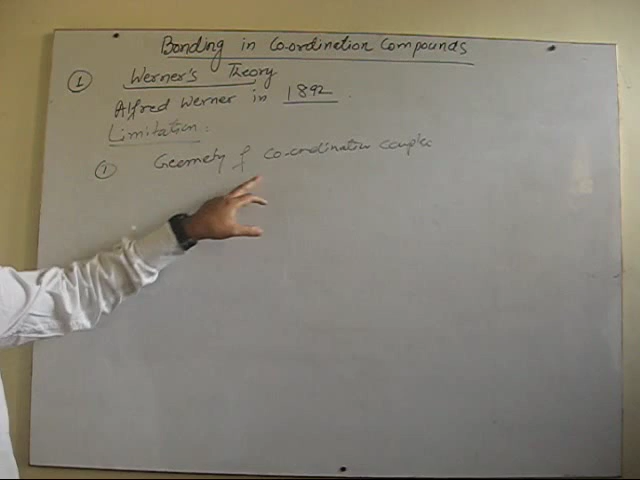 Bonding in Co-ordination Compounds
① Werner's Theory
Alfred Werner in 1892.
Limitation:
① Geometry of Co-ordination complex